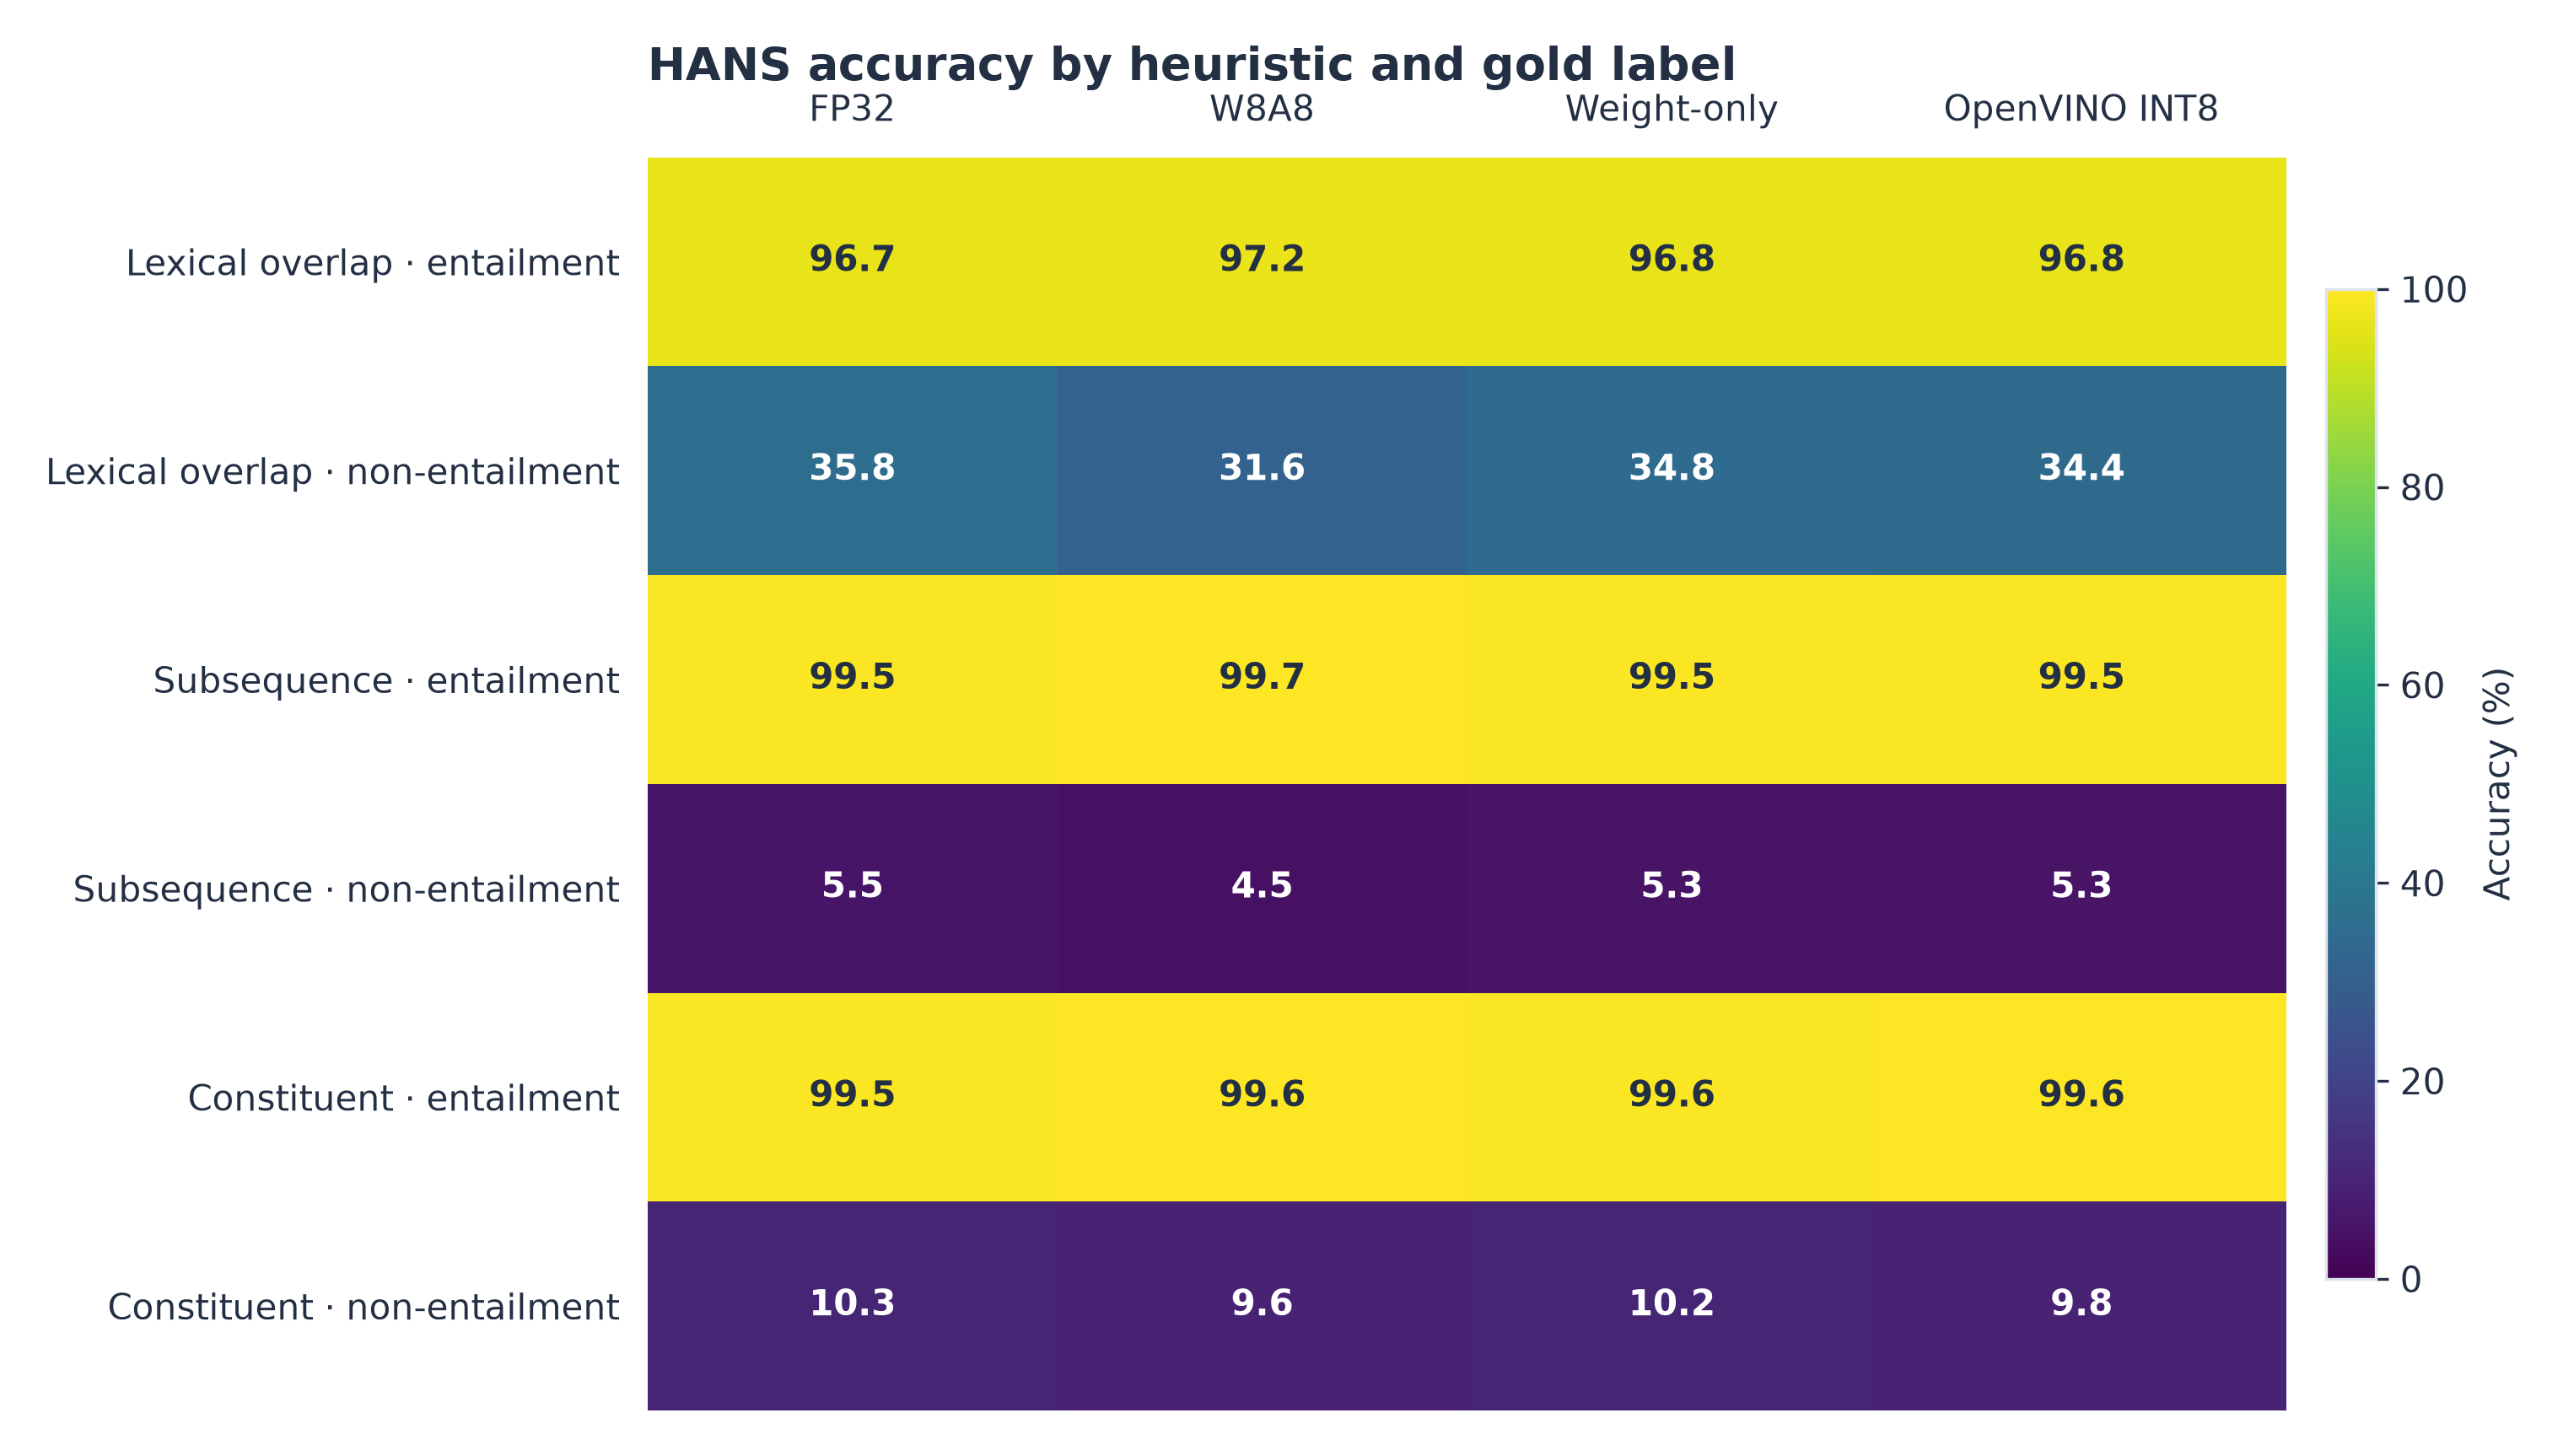 HANS accuracy by heuristic and gold label
FP32 W8A8 Weight-only OpenVINO INT8
Lexical overlap · entailment 96.7 97.2 96.8 96.8
Lexical overlap · non-entailment 35.8 31.6 34.8 34.4
Subsequence · entailment 99.5 99.7 99.5 99.5
Subsequence · non-entailment 5.5 4.5 5.3 5.3
Constituent · entailment 99.5 99.6 99.6 99.6
Constituent · non-entailment 10.3 9.6 10.2 9.8
100
80
60
40
20
0
Accuracy (%)